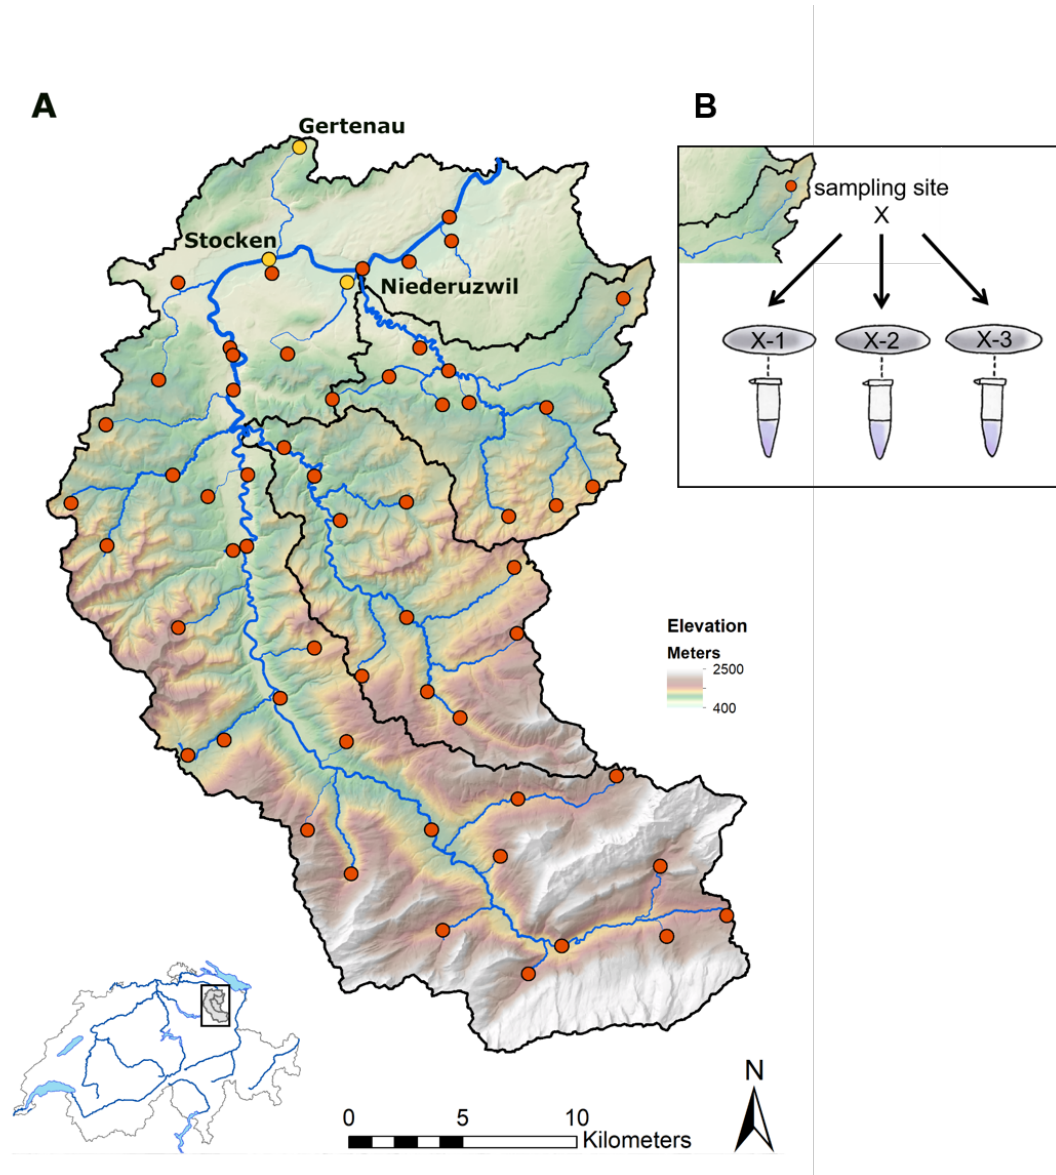 A
Gertenau
Stocken
Niederuzwil
B
sampling site
X
X-1
X-2
X-3
Elevation
Meters
2500
400
N
0
5
10
Kilometers